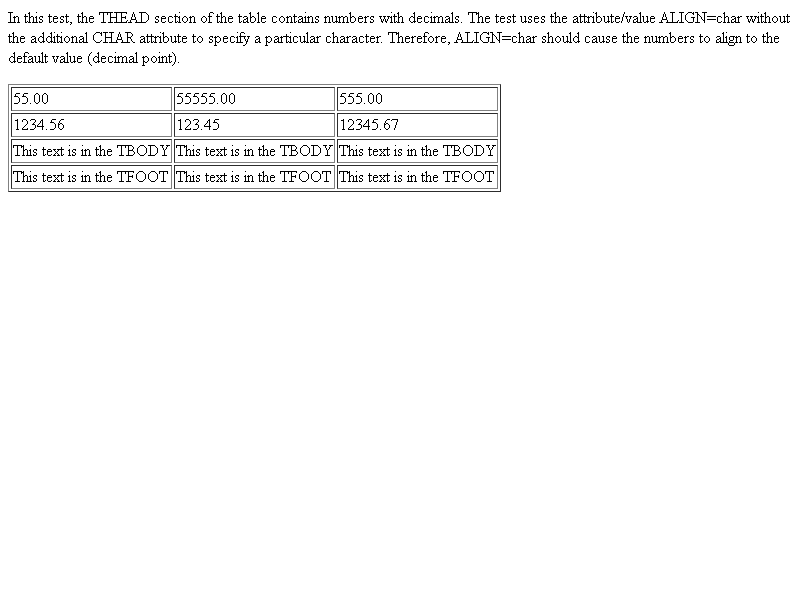 In this test, the THEAD section of the table contains numbers with decimals. The test uses the attribute/value ALIGN=char without
the additional CHAR attribute to specify a particular character. Therefore, ALIGN=char should cause the numbers to align to the
default value (decimal point).
55.00 55555.00 555.00
1234.56 123.45 12345.67
This text is in the TBODY This text is in the TBODY This text is in the TBODY
This text is in the TFOOT This text is in the TFOOT This text is in the TFOOT